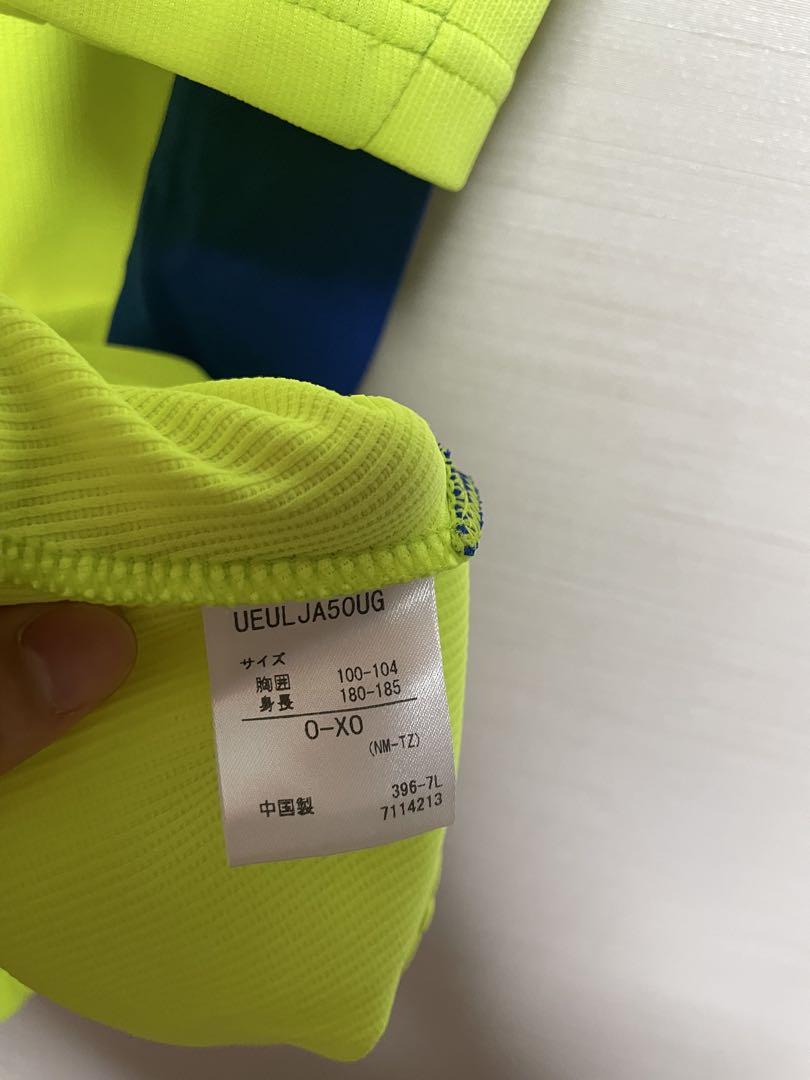 UEULJA50UG
サイズ
胸囲 100-104
身長 180-185
O-XO
(NM-TZ)
396-7L
中国製 7114213